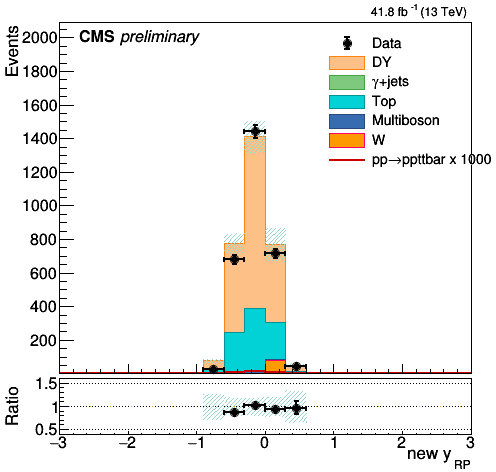 41.8 fb⁻¹ (13 TeV)
CMS preliminary
Events
2000
1800
1600
1400
1200
1000
800
600
400
200
Data
DY
γ+jets
Top
Multiboson
W
pp→ppttbar x 1000
Ratio
1.5
1
0.5
−3 −2 −1 0 1 2 3
new y RP